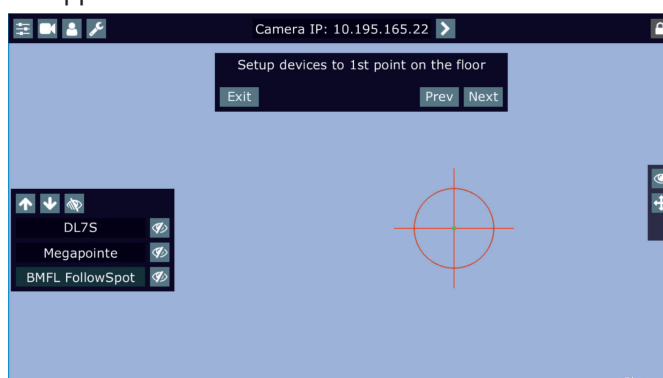 Camera IP: 10.195.165.22
Setup devices to 1st point on the floor
Exit Prev Next
DL7S
Megapointe
BMFL FollowSpot